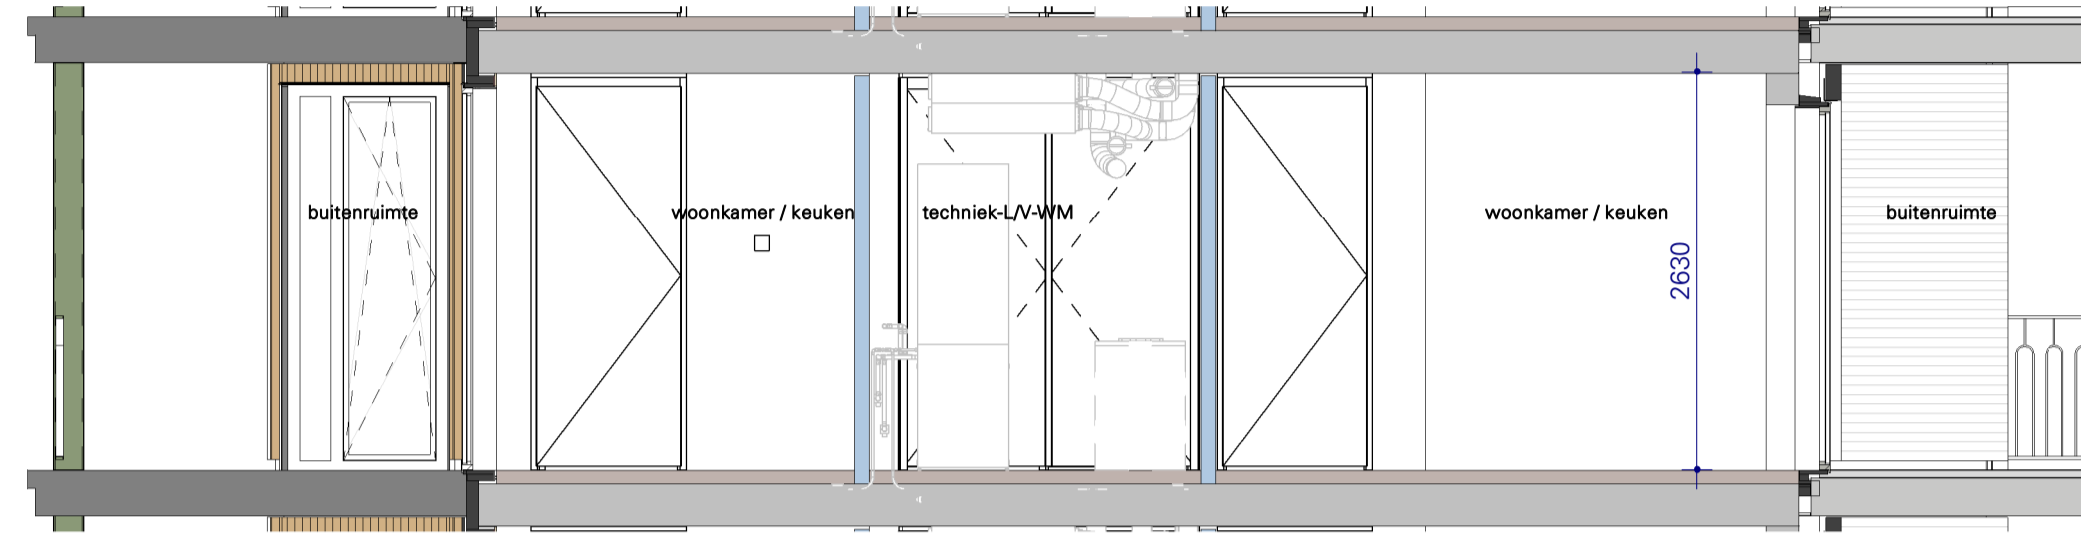 buitenruimte
woonkamer / keuken
techniek-L/V-WM
woonkamer / keuken
buitenruimte
2630